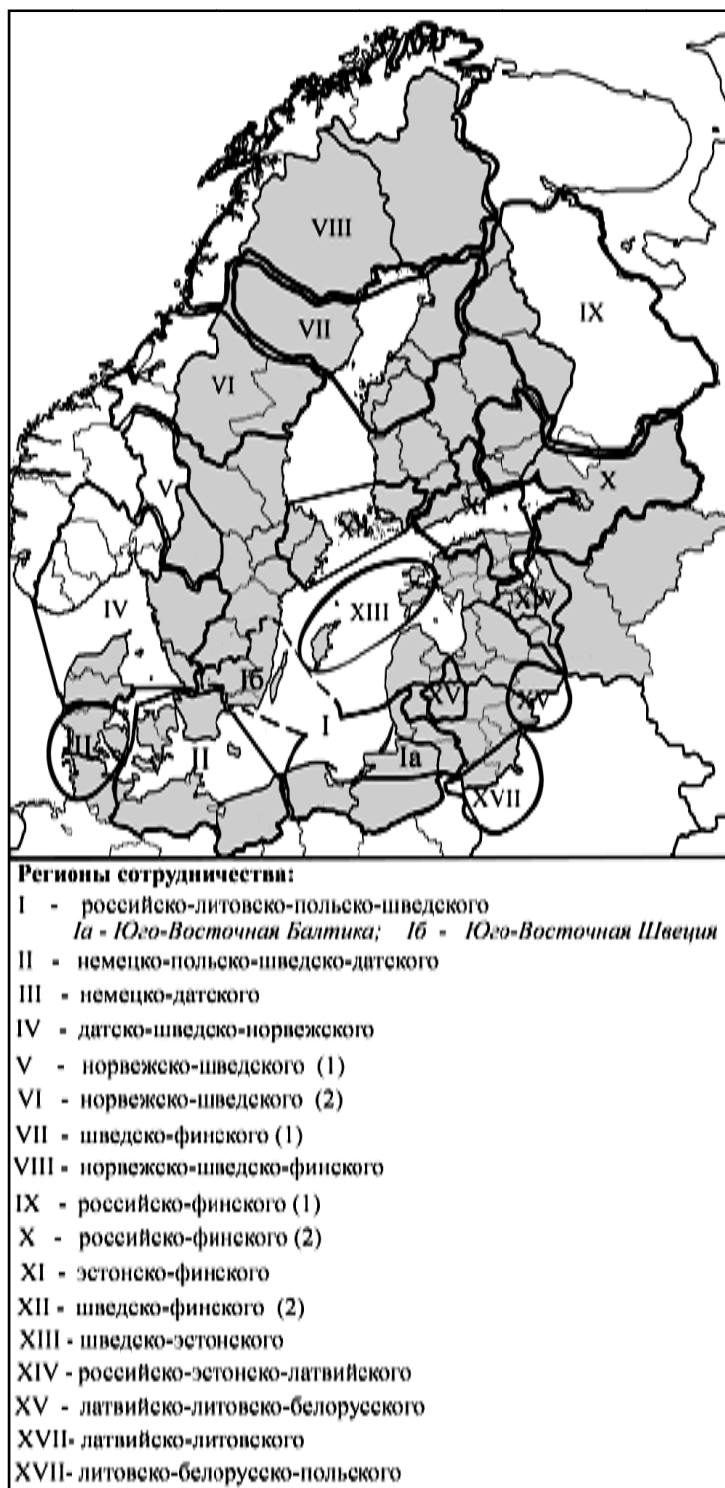 VIII
IX
VII
VI
X
V
XI
XII
XIV
IV
XIII
Iб
XV
XV
III
I
II
Iа
XVII
Регионы сотрудничества:
I - российско-литовско-польско-шведского
Iа - Юго-Восточная Балтика; Iб - Юго-Восточная Швеция
II - немецко-польско-шведско-датского
III - немецко-датского
IV - датско-шведско-норвежского
V - норвежско-шведского (1)
VI - норвежско-шведского (2)
VII - шведско-финского (1)
VIII - норвежско-шведско-финского
IX - российско-финского (1)
X - российско-финского (2)
XI - эстонско-финского
XII - шведско-финского (2)
XIII - шведско-эстонского
XIV - российско-эстонско-латвийского
XV - латвийско-литовско-белорусского
XVII- латвийско-литовского
XVII- литовско-белорусско-польского